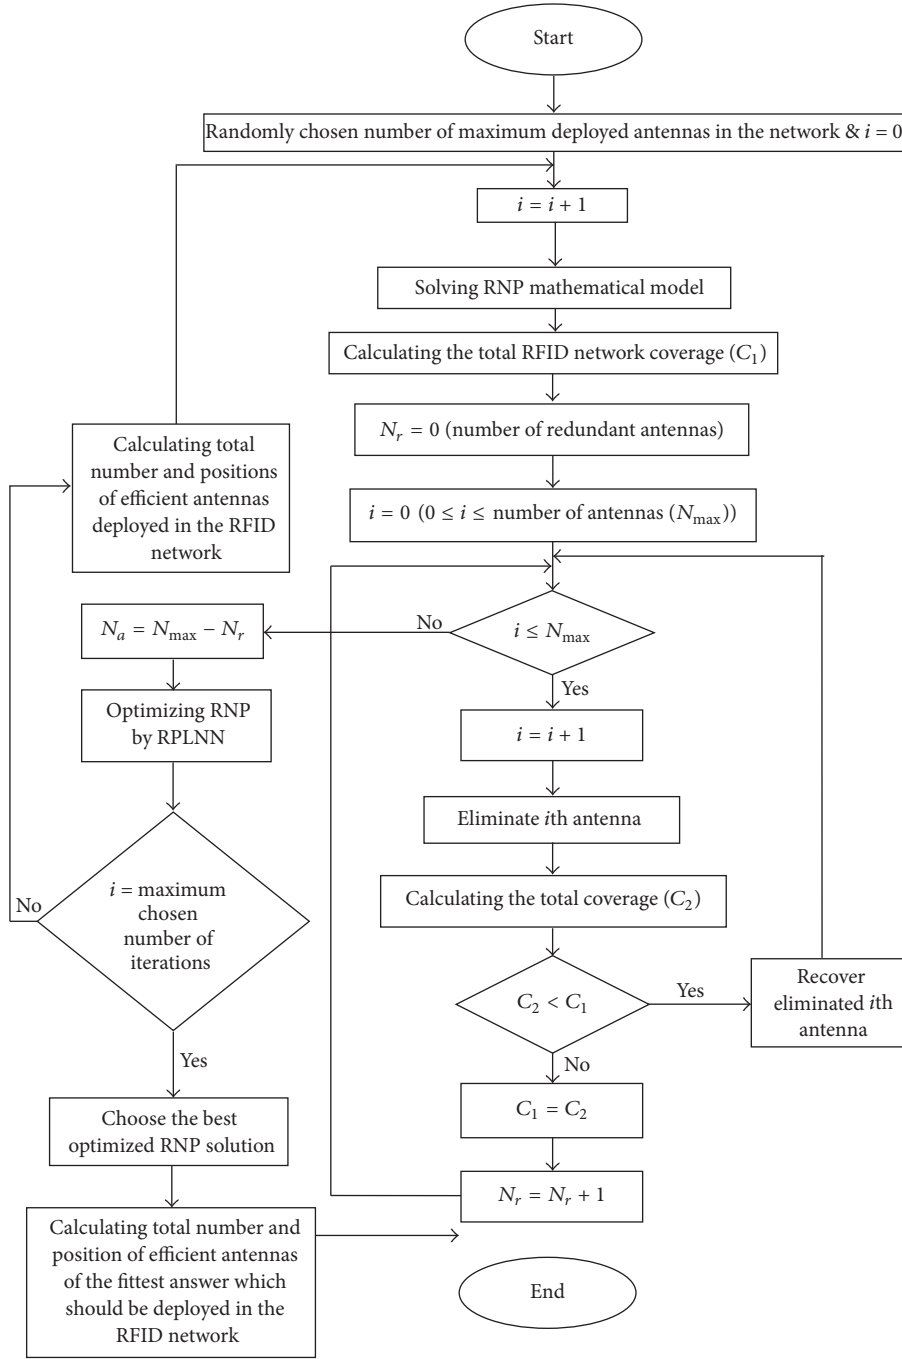 Start
Randomly chosen number of maximum deployed antennas in the network & i = 0
i = i + 1
Solving RNP mathematical model
Calculating the total RFID network coverage (C₁)
Nᵣ = 0 (number of redundant antennas)
i = 0 (0 ≤ i ≤ number of antennas (Nₘₐₓ))
i ≤ Nₘₐₓ
No
Yes
i = i + 1
Eliminate ith antenna
Calculating the total coverage (C₂)
C₂ < C₁
Yes
Recover
eliminated ith
antenna
No
C₁ = C₂
Nᵣ = Nᵣ + 1
Calculating total
number and positions
of efficient antennas
deployed in the RFID
network
Nₐ = Nₘₐₓ − Nᵣ
Optimizing RNP
by RPLNN
i = maximum
chosen
number of
iterations
No
Yes
Choose the best
optimized RNP solution
Calculating total number and
position of efficient antennas
of the fittest answer which
should be deployed in the
RFID network
End